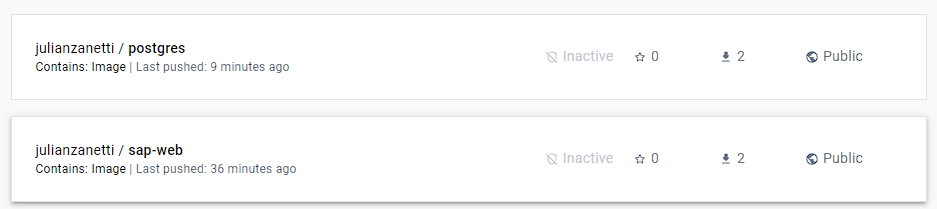 julianzanetti / postgres
Contains: Image | Last pushed: 9 minutes ago
Inactive 0 2 Public
julianzanetti / sap-web
Contains: Image | Last pushed: 36 minutes ago
Inactive 0 2 Public